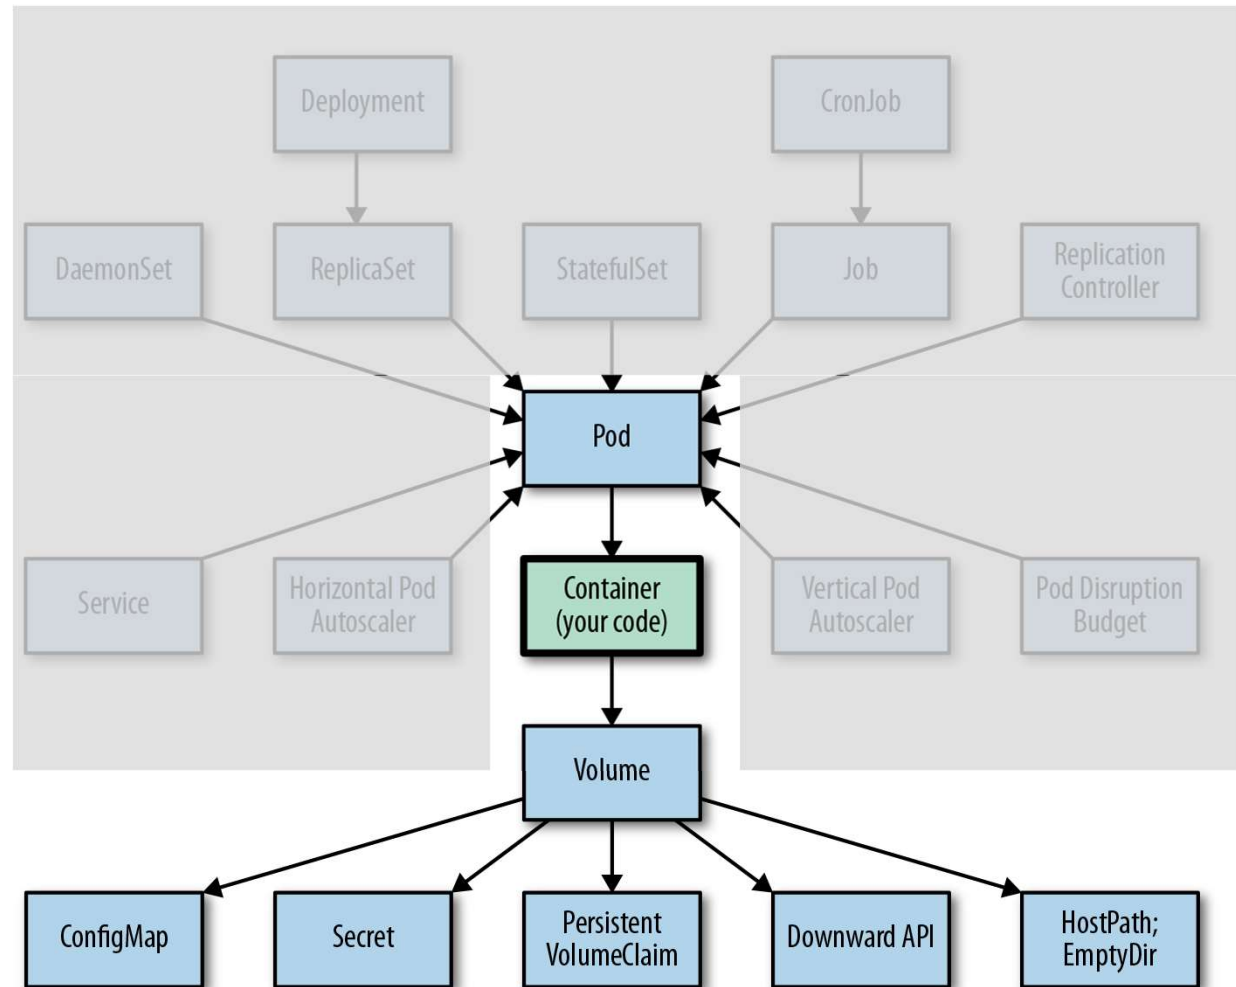 Deployment
CronJob
DaemonSet
ReplicaSet
StatefulSet
Job
Replication
Controller
Pod
Service
Horizontal Pod
Autoscaler
Container
(your code)
Vertical Pod
Autoscaler
Pod Disruption
Budget
Volume
ConfigMap
Secret
Persistent
VolumeClaim
Downward API
HostPath;
EmptyDir